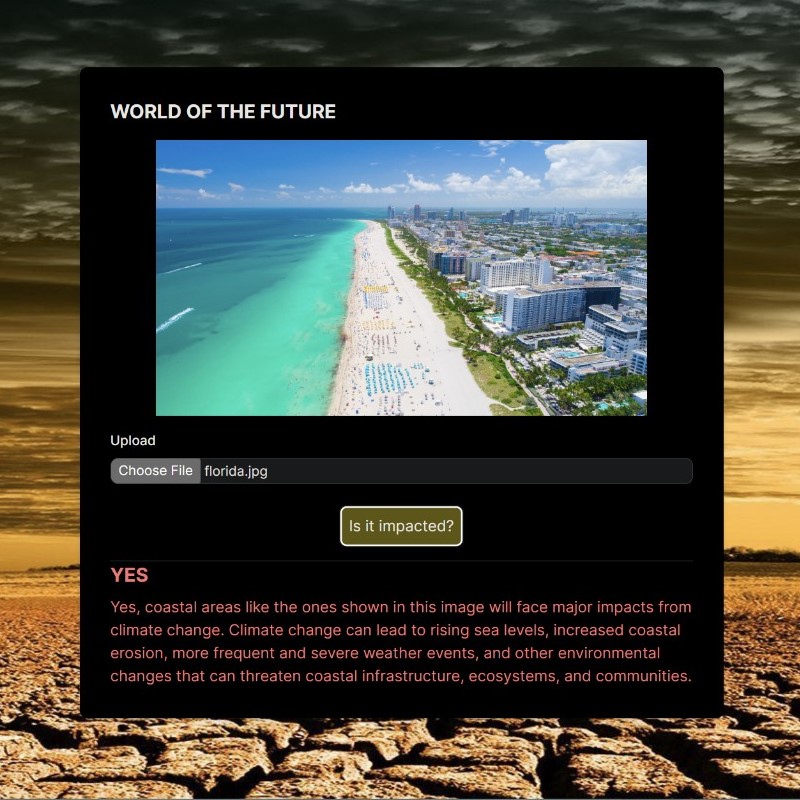 WORLD OF THE FUTURE
Upload
Choose File florida.jpg
Is it impacted?
YES
Yes, coastal areas like the ones shown in this image will face major impacts from
climate change. Climate change can lead to rising sea levels, increased coastal
erosion, more frequent and severe weather events, and other environmental
changes that can threaten coastal infrastructure, ecosystems, and communities.